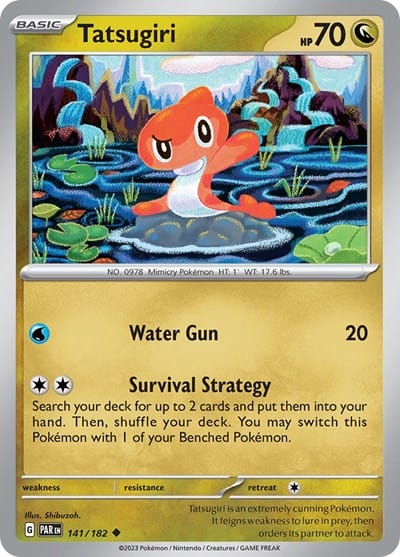 BASIC
Tatsugiri
HP 70
NO. 0978 Mimicry Pokémon HT: 1' WT: 17.6 lbs.
Water Gun 20
Survival Strategy
Search your deck for up to 2 cards and put them into your
hand. Then, shuffle your deck. You may switch this
Pokémon with 1 of your Benched Pokémon.
weakness resistance retreat
Illus. Shibuzoh.
G PAR EN 141/182
Tatsugiri is an extremely cunning Pokémon.
It feigns weakness to lure in prey, then
orders its partner to attack.
©2023 Pokémon / Nintendo / Creatures / GAME FREAK